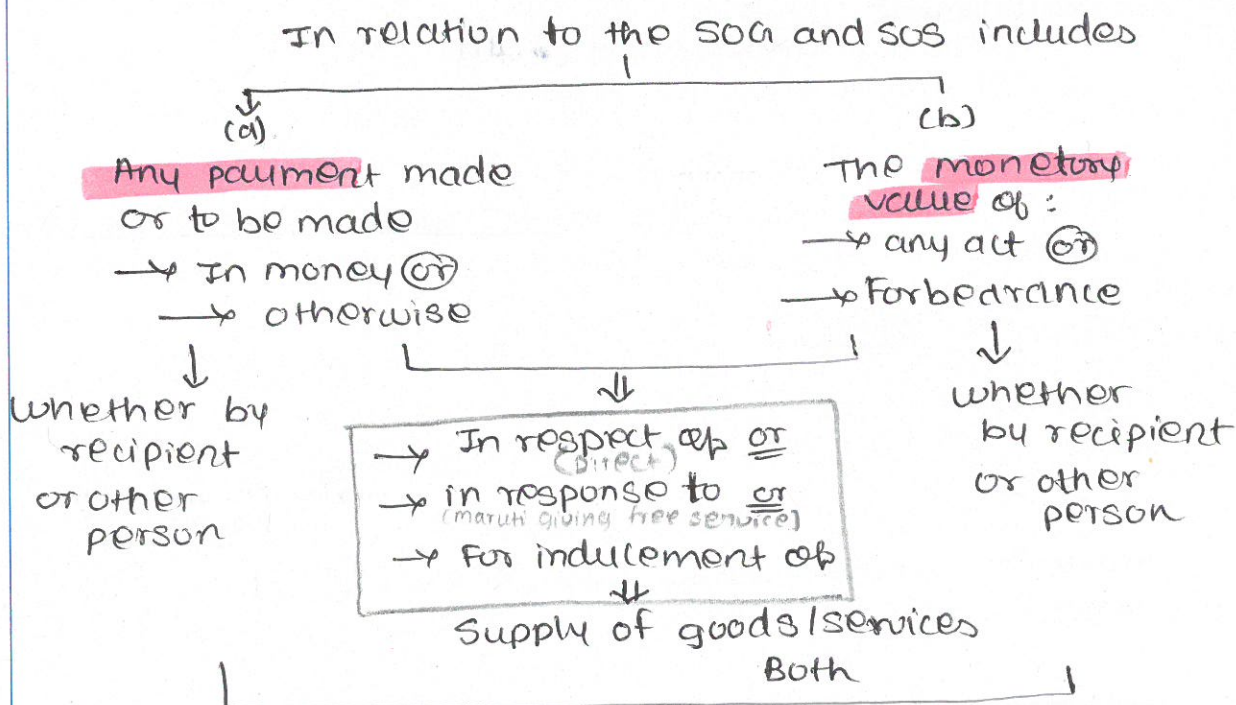 In relation to the SOG and SOS includes
(a)
Any payment made
or to be made
→ In money or
→ otherwise
whether by
recipient
or other
person
(b)
The monetory
value of :
→ any act or
→ Forbearance
whether
by recipient
or other
person
→ In respect of or
(Direct)
→ in response to or
(maruti giving free service)
→ For inducement of
Supply of goods/services
Both